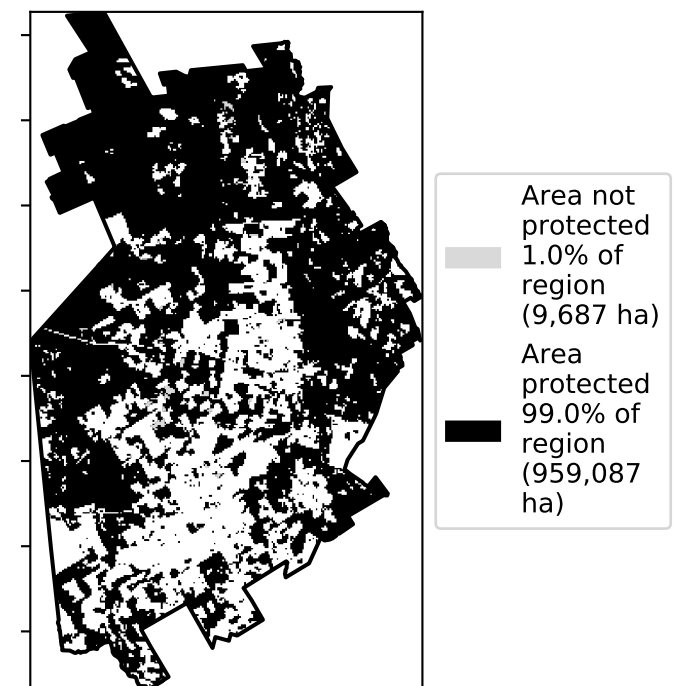 Area not
protected
1.0% of
region
(9,687 ha)
Area
protected
99.0% of
region
(959,087
ha)